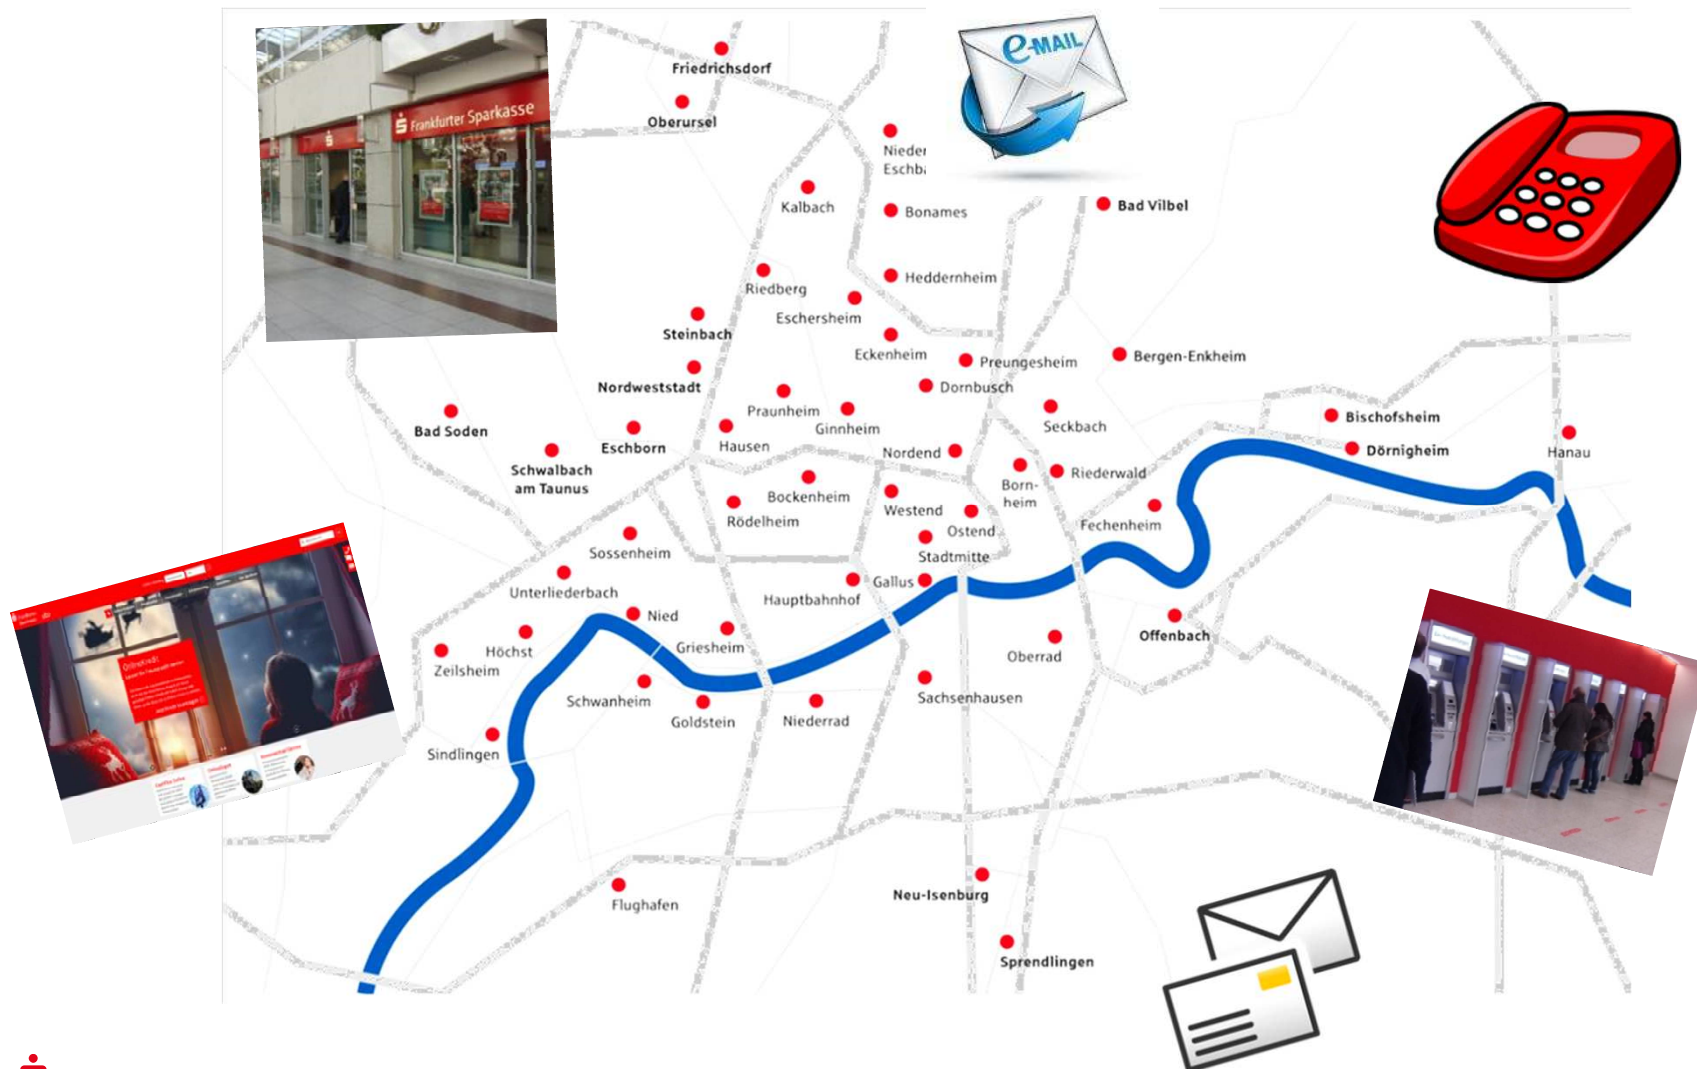 Frankfurter Sparkasse
e-MAIL
Friedrichsdorf
Oberursel
Nieder
Eschba
Kalbach
Bonames
Bad Vilbel
Riedberg
Heddernheim
Eschersheim
Steinbach
Eckenheim
Preungesheim
Bergen-Enkheim
Nordweststadt
Dornbusch
Praunheim
Ginnheim
Seckbach
Bischofsheim
Bad Soden
Eschborn
Hausen
Nordend
Dörnigheim
Hanau
Schwalbach
am Taunus
Bockenheim
Born-
heim
Riederwald
Rödelheim
Westend
Ostend
Fechenheim
Sossenheim
Stadtmitte
Unterliederbach
Hauptbahnhof
Gallus
Nied
Höchst
Griesheim
Zeilsheim
Oberrad
Offenbach
Schwanheim
Goldstein
Niederrad
Sachsenhausen
Sindlingen
Flughafen
Neu-Isenburg
Sprendlingen